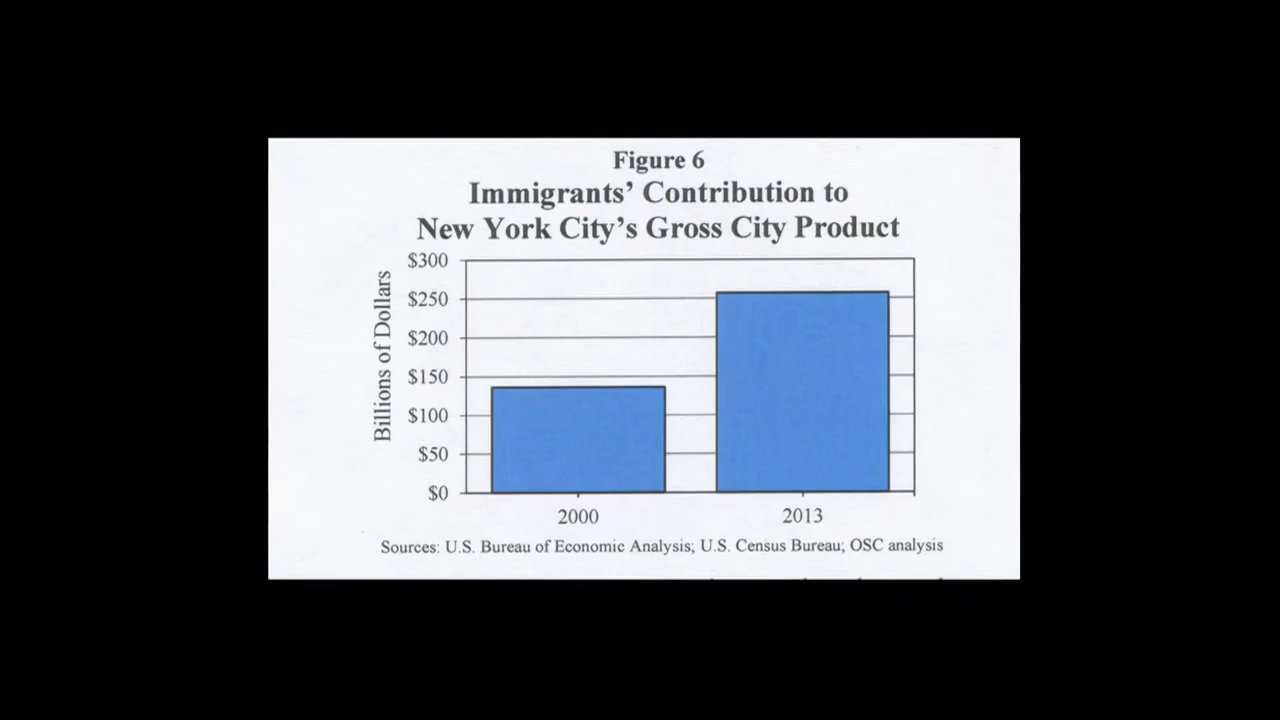 Figure 6
Immigrants’ Contribution to
New York City’s Gross City Product
Billions of Dollars
$300
$250
$200
$150
$100
$50
$0
2000
2013
Sources: U.S. Bureau of Economic Analysis; U.S. Census Bureau; OSC analysis